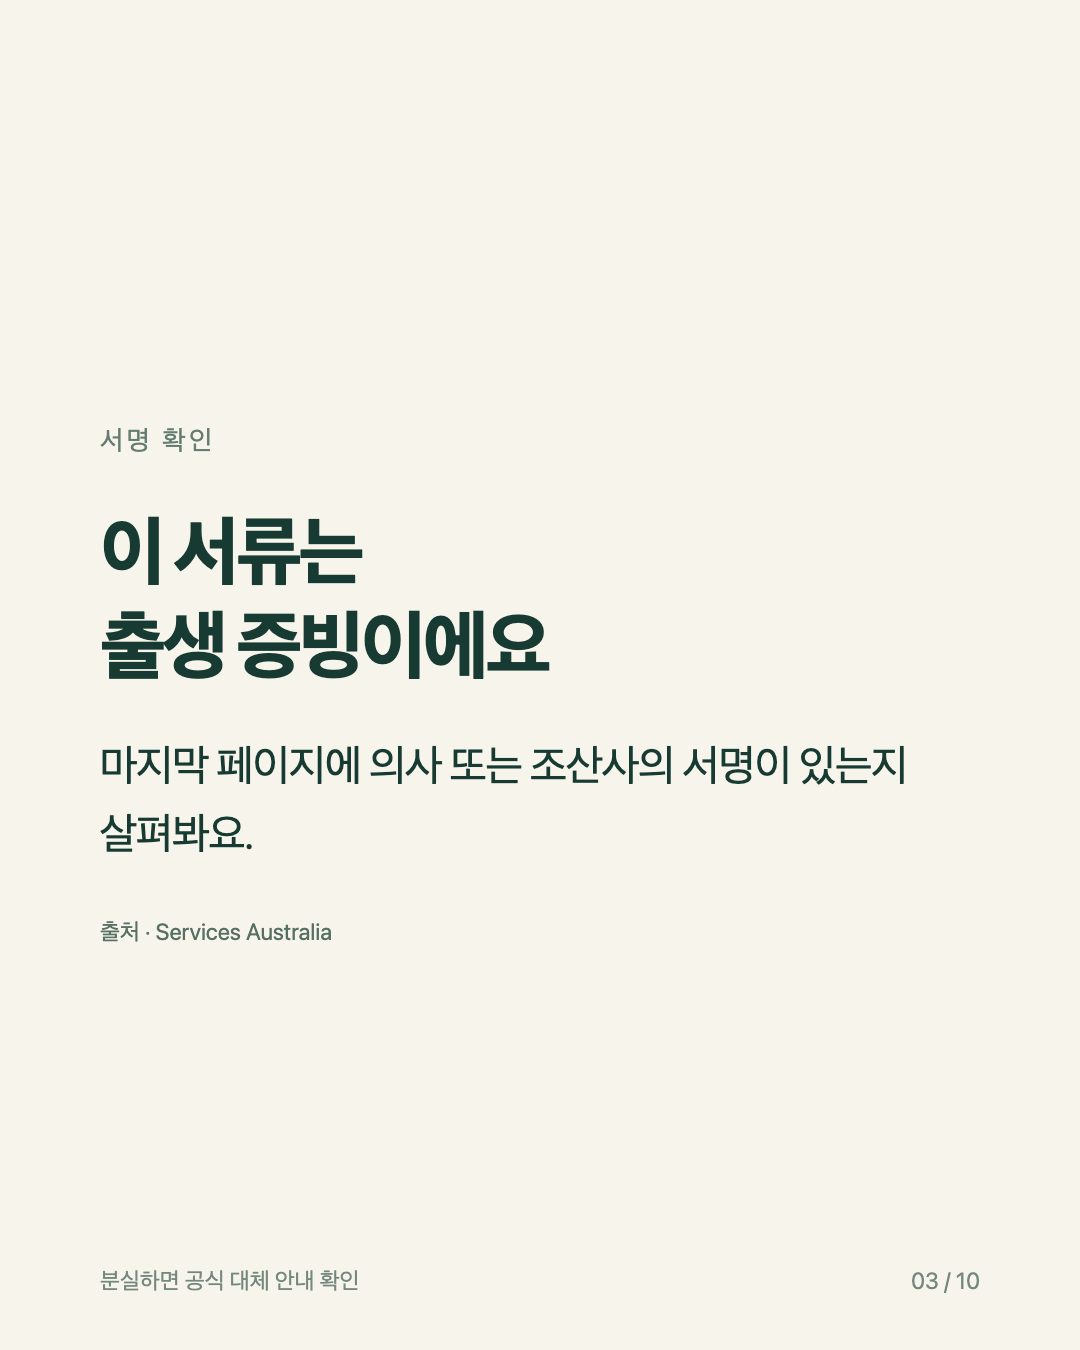 서명 확인
이 서류는
출생 증빙이에요
마지막 페이지에 의사 또는 조산사의 서명이 있는지
살펴봐요.
출처 · Services Australia
분실하면 공식 대체 안내 확인
03 / 10